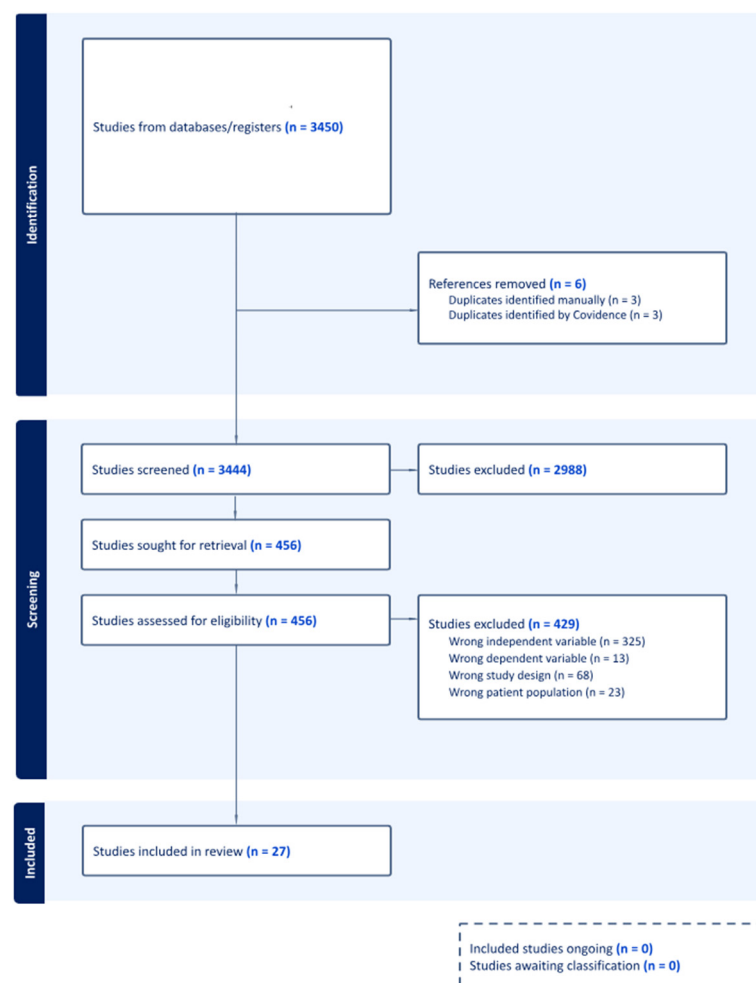 Identification
Studies from databases/registers (n = 3450)
References removed (n = 6)
Duplicates identified manually (n = 3)
Duplicates identified by Covidence (n = 3)
Screening
Studies screened (n = 3444)
Studies excluded (n = 2988)
Studies sought for retrieval (n = 456)
Studies assessed for eligibility (n = 456)
Studies excluded (n = 429)
Wrong independent variable (n = 325)
Wrong dependent variable (n = 13)
Wrong study design (n = 68)
Wrong patient population (n = 23)
Included
Studies included in review (n = 27)
Included studies ongoing (n = 0)
Studies awaiting classification (n = 0)